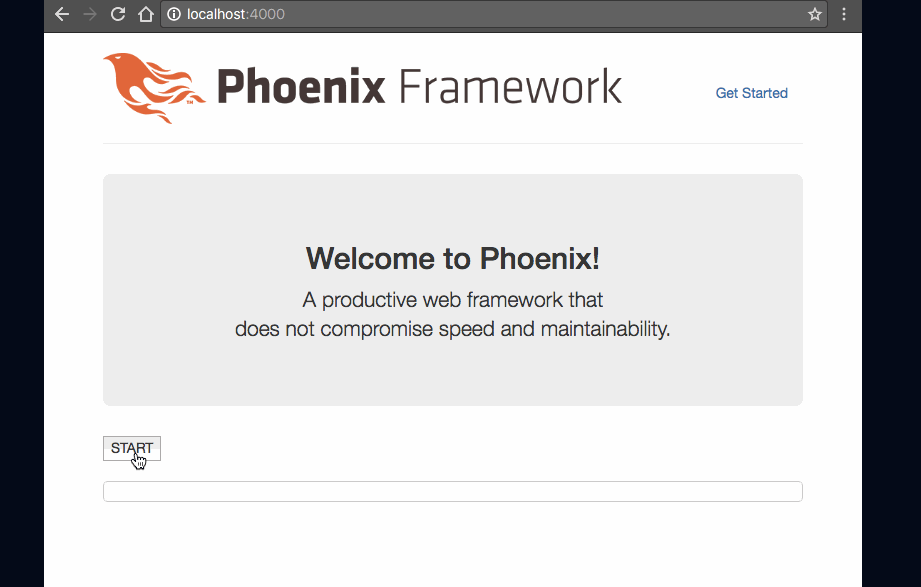 localhost:4000
Phoenix Framework
TM
Get Started
Welcome to Phoenix!
A productive web framework that
does not compromise speed and maintainability.
START